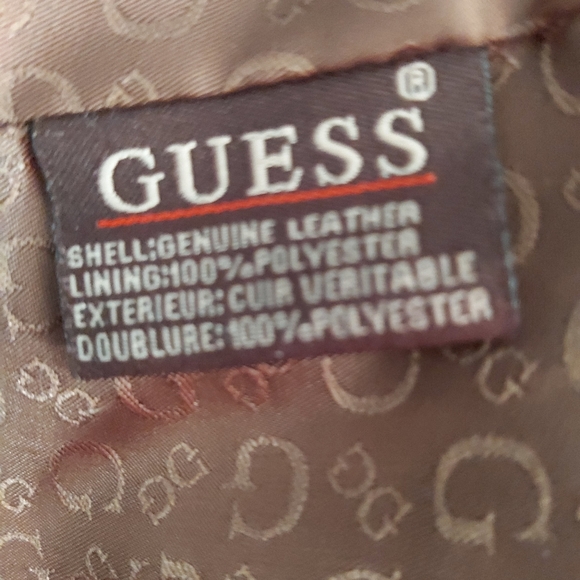 GUESS®
SHELL:GENUINE LEATHER
LINING:100%POLYESTER
EXTERIEUR:CUIR VERITABLE
DOUBLURE:100%POLYESTER